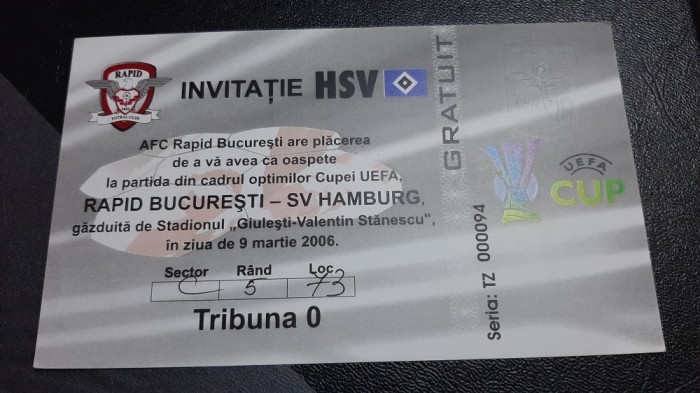 RAPID
FOTBAL CLUB
INVITAȚIE HSV
AFC Rapid București are plăcerea
de a vă avea ca oaspete
la partida din cadrul optimilor Cupei UEFA,
RAPID BUCUREȘTI – SV HAMBURG,
găzduită de Stadionul „Giulești-Valentin Stănescu",
în ziua de 9 martie 2006.
Sector Rând Loc
C 5 73
Tribuna 0
GRATUIT
Seria: TZ 000094
UEFA
CUP